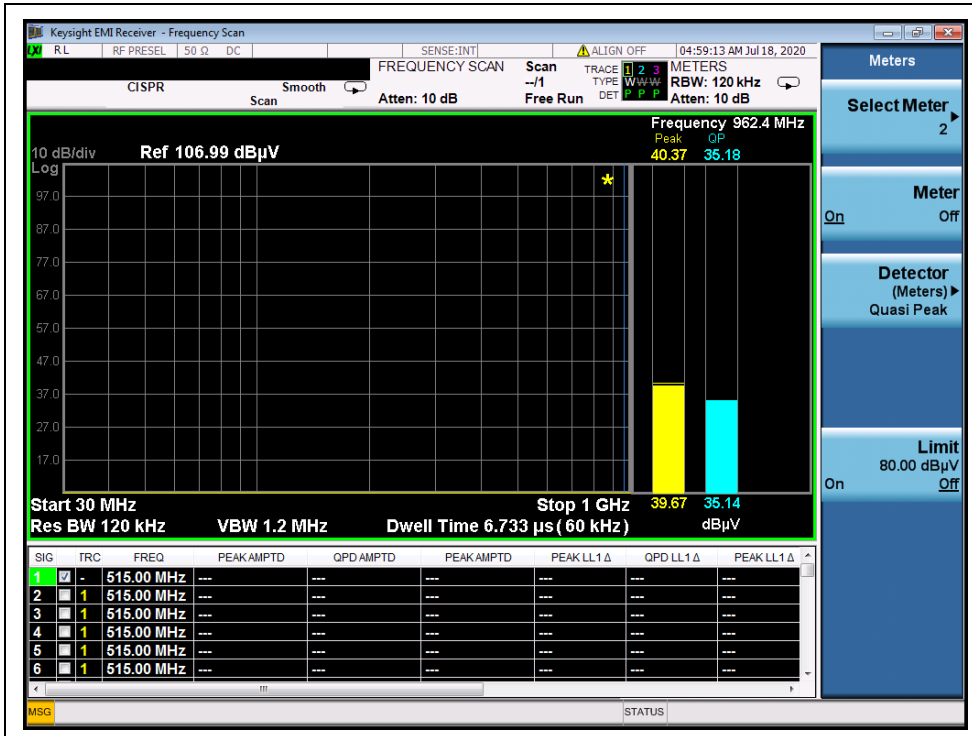 Keysight EMI Receiver - Frequency Scan
LXI RL RF PRESEL 50 Ω DC SENSE:INT ALIGN OFF 04:59:13 AM Jul 18, 2020
FREQUENCY SCAN Scan TRACE 1 2 3 METERS
CISPR Smooth --/1 TYPE W W W RBW: 120 kHz
Scan Atten: 10 dB Free Run DET P P P Atten: 10 dB
Frequency 962.4 MHz
Peak QP
10 dB/div Ref 106.99 dBµV 40.37 35.18
Log
97.0
87.0
77.0
67.0
57.0
47.0
37.0
27.0
17.0
Start 30 MHz Stop 1 GHz 39.67 35.14
Res BW 120 kHz VBW 1.2 MHz Dwell Time 6.733 µs (60 kHz) dBµV
SIG TRC FREQ PEAK AMPTD QPD AMPTD PEAK AMPTD PEAK LL1 Δ QPD LL1 Δ PEAK LL1 Δ
1 - 515.00 MHz --- --- --- --- --- ---
2 1 515.00 MHz --- --- --- --- --- ---
3 1 515.00 MHz --- --- --- --- --- ---
4 1 515.00 MHz --- --- --- --- --- ---
5 1 515.00 MHz --- --- --- --- --- ---
6 1 515.00 MHz --- --- --- --- --- ---
MSG STATUS
Meters
Select Meter
2
Meter
On Off
Detector
(Meters)
Quasi Peak
Limit
80.00 dBµV
On Off